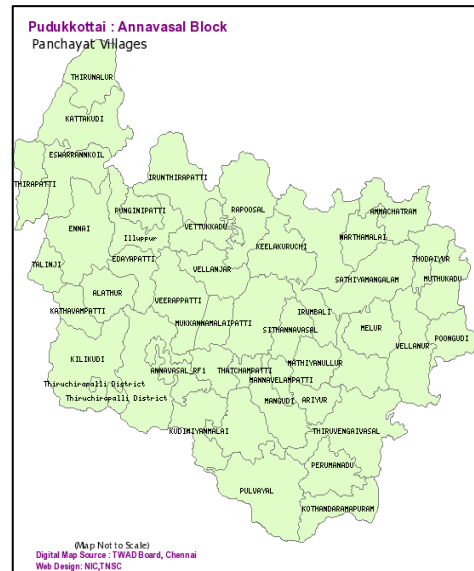 Pudukkottai : Annavasal Block
Panchayat Villages
THIRUNALUR
KATTAKUDI
ESWARRANNKOIL
THIRAPATTI
IRUNTHIRAPATTI
RAPOOSAL
PUNGINIPATTI
AMMACHATRAM
ENNAI
VETTUKKADU
NARTHAMALAI
Illuppur
KEELAKURUCHI
EDAYAPATTI
THODAIYUR
TALINJI
VELLANJAR
SATHIYAMANGALAM
MUTHUKADU
ALATHUR
VEERAPPATTI
KATHAVAMPATTI
IRUMBALI
MUKKANNAMALAIPATTI
SITHANNAVASAL
MELUR
POONGUDI
KILIKUDI
VELLANUR
ANNAVASAL_RF1
THATCHAMPATTI
MATHIYANULLUR
MANNAVELAMPATTI
Thiruchirapalli District
Thiruchirapalli District
MANGUDI
ARIYUR
KUDIMIYANMALAI
THIRUVENGAIVASAL
PERUMANADU
PULVAYAL
KOTHANDARAMAPURAM
(Map Not to Scale)
Digital Map Source : TWAD Board, Chennai
Web Design: NIC,TNSC